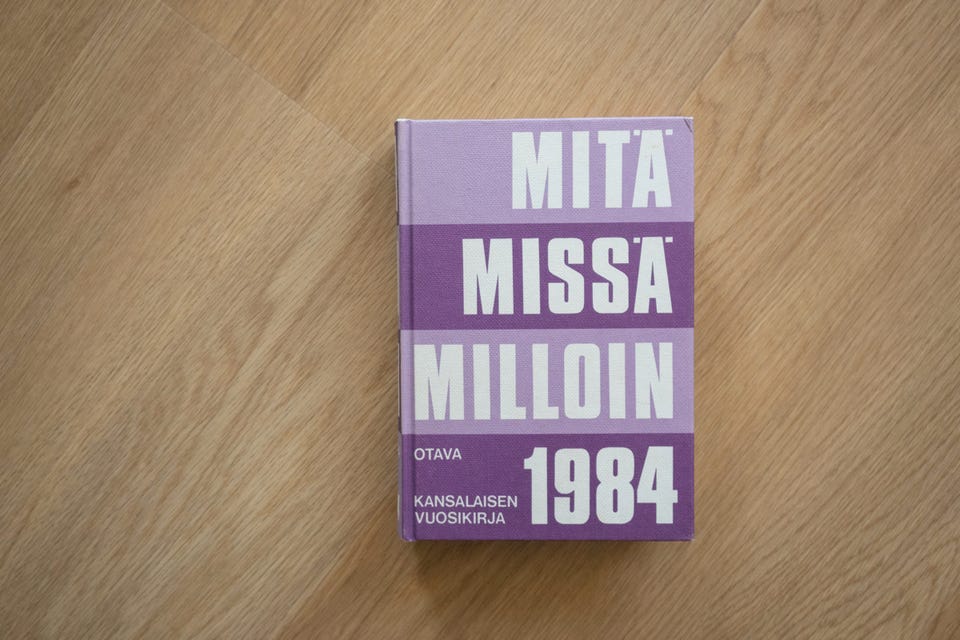 MITÄ
MISSÄ
MILLOIN
OTAVA
1984
KANSALAISEN
VUOSIKIRJA